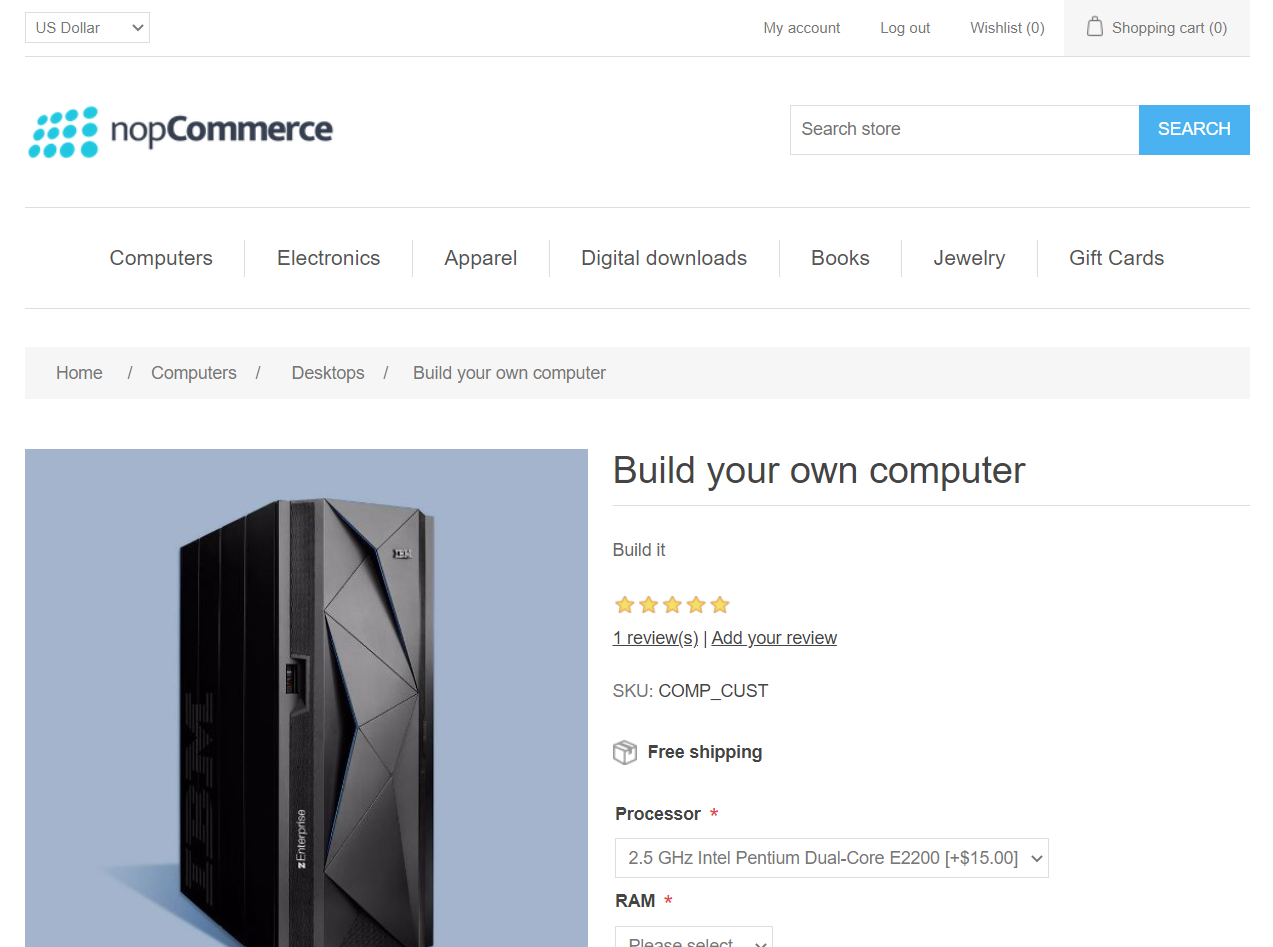 US Dollar
My account
Log out
Wishlist (0)
Shopping cart (0)
nopCommerce
Search store
SEARCH
Computers
Electronics
Apparel
Digital downloads
Books
Jewelry
Gift Cards
Home / Computers / Desktops / Build your own computer
IBM
IBM
zEnterprise
Build your own computer
Build it
1 review(s) | Add your review
SKU: COMP_CUST
Free shipping
Processor *
2.5 GHz Intel Pentium Dual-Core E2200 [+$15.00]
RAM *
Please select